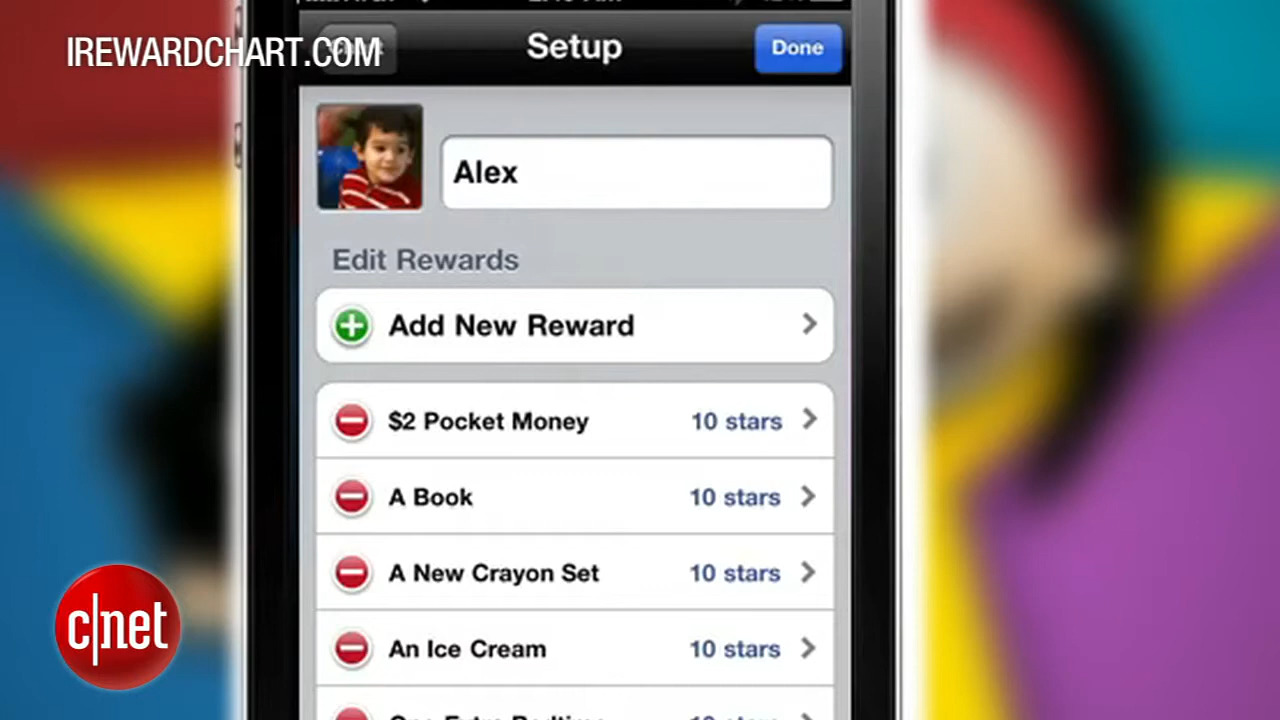 IREWARDCHART.COM
Setup
Done
Alex
Edit Rewards
Add New Reward
$2 Pocket Money 10 stars
A Book 10 stars
A New Crayon Set 10 stars
An Ice Cream 10 stars
c|net